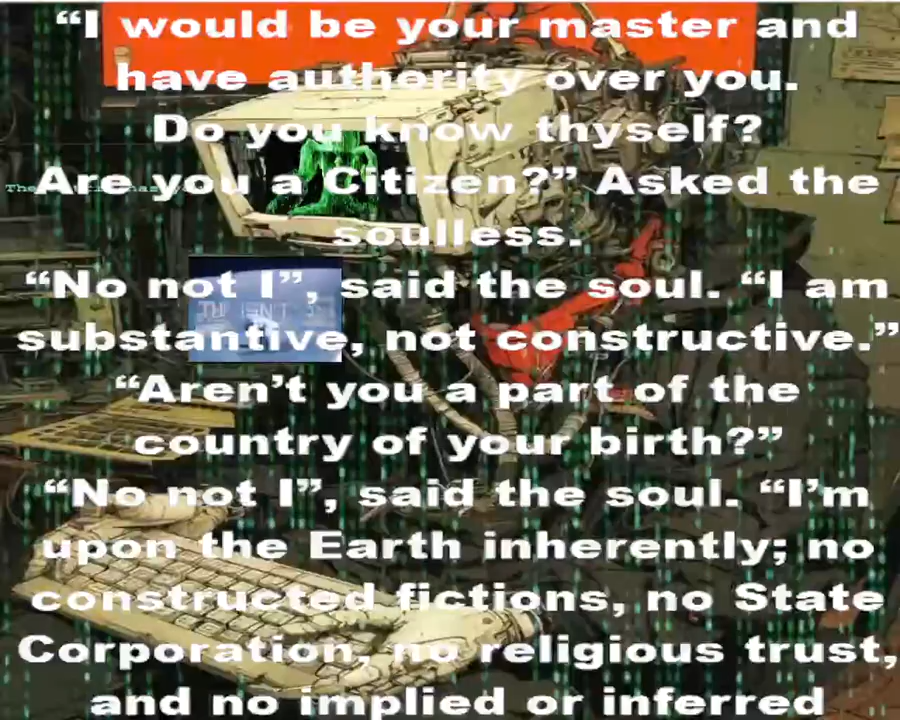 “I would be your master and
have authority over you.
Do you know thyself?
Are you a Citizen?” Asked the
soulless.
“No not I”, said the soul. “I am
substantive, not constructive.”
“Aren’t you a part of the
country of your birth?”
“No not I”, said the soul. “I’m
upon the Earth inherently; no
constructed fictions, no State
Corporation, no religious trust,
and no implied or inferred